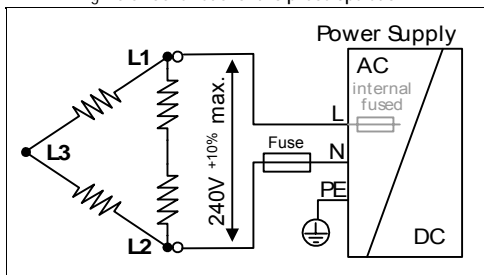 Power Supply
L1
AC
internal
fused
L
240V +10% max.
Fuse
N
L3
PE
L2
DC